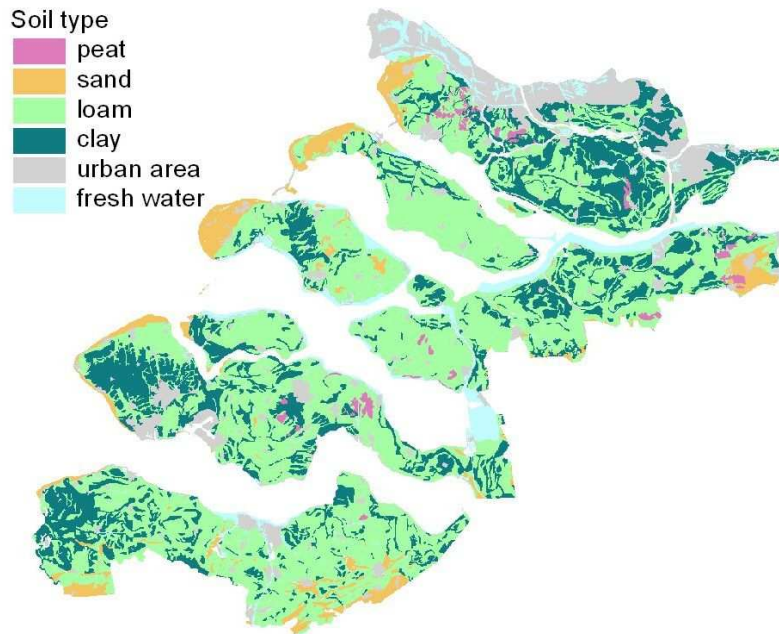 Soil type
peat
sand
loam
clay
urban area
fresh water